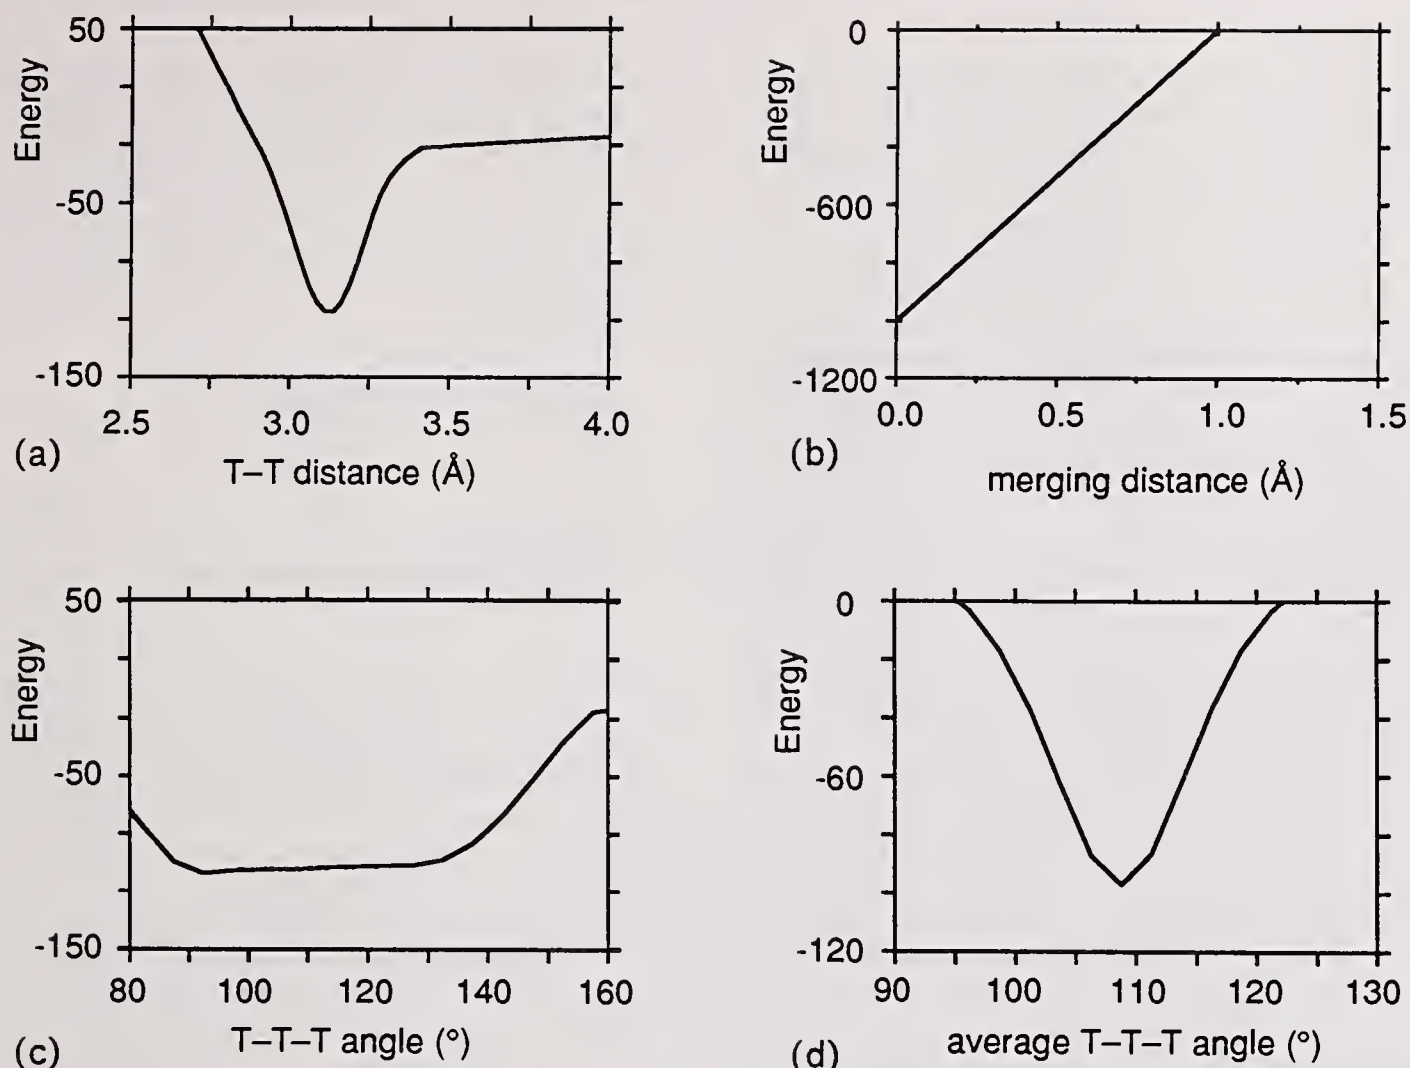 50
-50
-150
Energy
2.5 3.0 3.5 4.0
(a)
T–T distance (Å)
0
-600
-1200
Energy
0.0 0.5 1.0 1.5
(b)
merging distance (Å)
50
-50
-150
Energy
80 100 120 140 160
(c)
T–T–T angle (°)
0
-60
-120
Energy
90 100 110 120 130
(d)
average T–T–T angle (°)